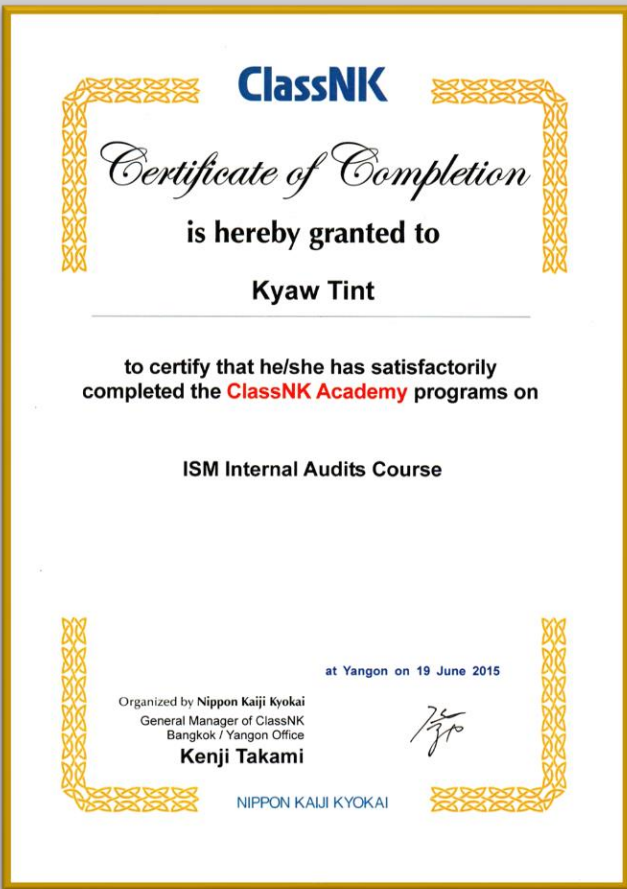 ClassNK
Certificate of Completion
is hereby granted to
Kyaw Tint
to certify that he/she has satisfactorily
completed the ClassNK Academy programs on
ISM Internal Audits Course
at Yangon on 19 June 2015
Organized by Nippon Kaiji Kyokai
General Manager of ClassNK
Bangkok / Yangon Office
Kenji Takami
NIPPON KAIJI KYOKAI